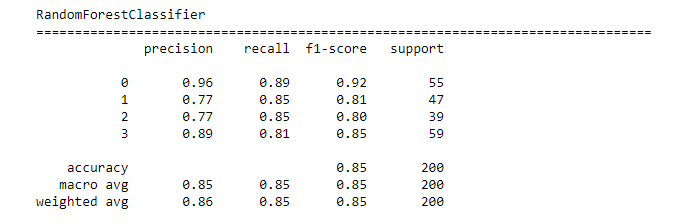 RandomForestClassifier
================================================================================
precision recall f1-score support
0 0.96 0.89 0.92 55
1 0.77 0.85 0.81 47
2 0.77 0.85 0.80 39
3 0.89 0.81 0.85 59
accuracy 0.85 200
macro avg 0.85 0.85 0.85 200
weighted avg 0.86 0.85 0.85 200